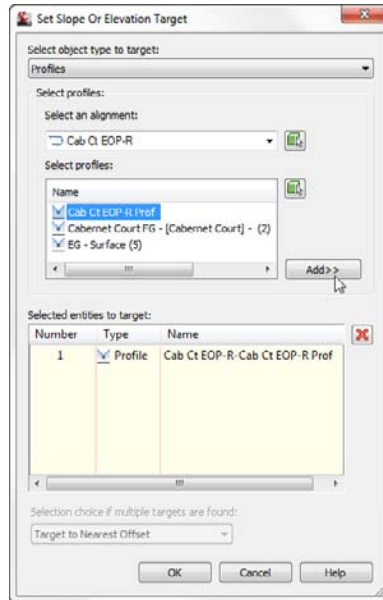 Set Slope Or Elevation Target
Select object type to target:
Profiles
Select profiles:
Select an alignment:
Cab Ct EOP-R
Select profiles:
Name
Cab Ct EOP-R Prof
Cabernet Court FG - [Cabernet Court] - (2)
EG - Surface (5)
Add>>
Selected entities to target:
Number Type Name
1 Profile Cab Ct EOP-R-Cab Ct EOP-R Prof
Selection choice if multiple targets are found:
Target to Nearest Offset
OK Cancel Help